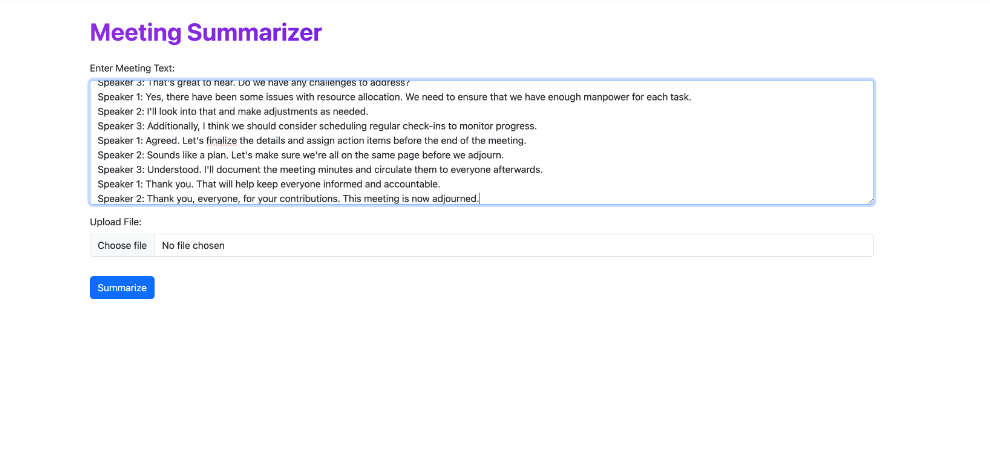 Meeting Summarizer
Enter Meeting Text:
Speaker 3: That's great to hear. Do we have any challenges to address?
Speaker 1: Yes, there have been some issues with resource allocation. We need to ensure that we have enough manpower for each task.
Speaker 2: I'll look into that and make adjustments as needed.
Speaker 3: Additionally, I think we should consider scheduling regular check-ins to monitor progress.
Speaker 1: Agreed. Let's finalize the details and assign action items before the end of the meeting.
Speaker 2: Sounds like a plan. Let's make sure we're all on the same page before we adjourn.
Speaker 3: Understood. I'll document the meeting minutes and circulate them to everyone afterwards.
Speaker 1: Thank you. That will help keep everyone informed and accountable.
Speaker 2: Thank you, everyone, for your contributions. This meeting is now adjourned.
Upload File:
Choose file No file chosen
Summarize